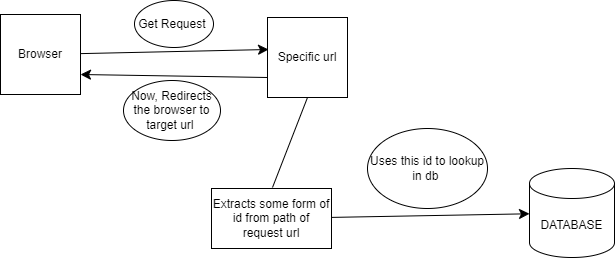 Get Request
Browser
Specific url
Now, Redirects
the browser to
target url
Uses this id to lookup
in db
Extracts some form of
id from path of
request url
DATABASE